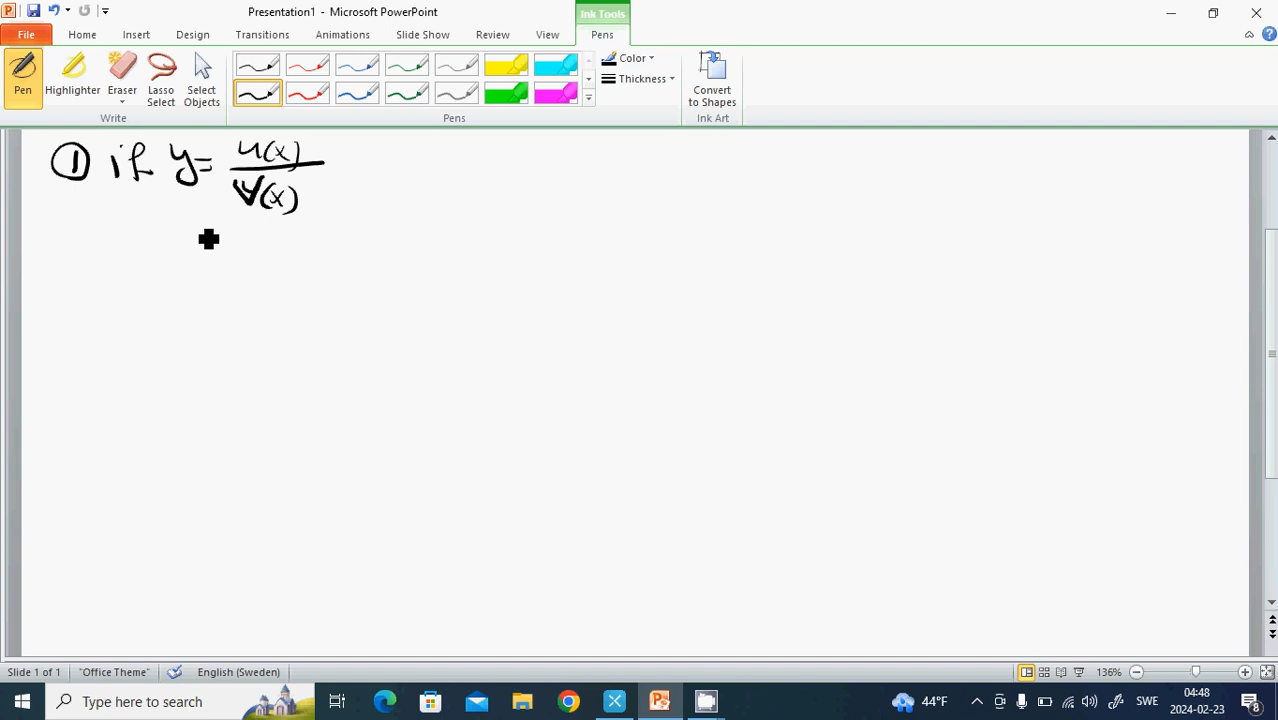 Presentation1 - Microsoft PowerPoint
Ink Tools
File Home Insert Design Transitions Animations Slide Show Review View Pens
Pen Highlighter Eraser Lasso Select Select Objects
Color
Thickness
Convert to Shapes
Write Pens Ink Art
① if y = u(x)
v(x)
Slide 1 of 1 "Office Theme" English (Sweden) 136%
Type here to search 44°F SWE 04:48
2024-02-23 8